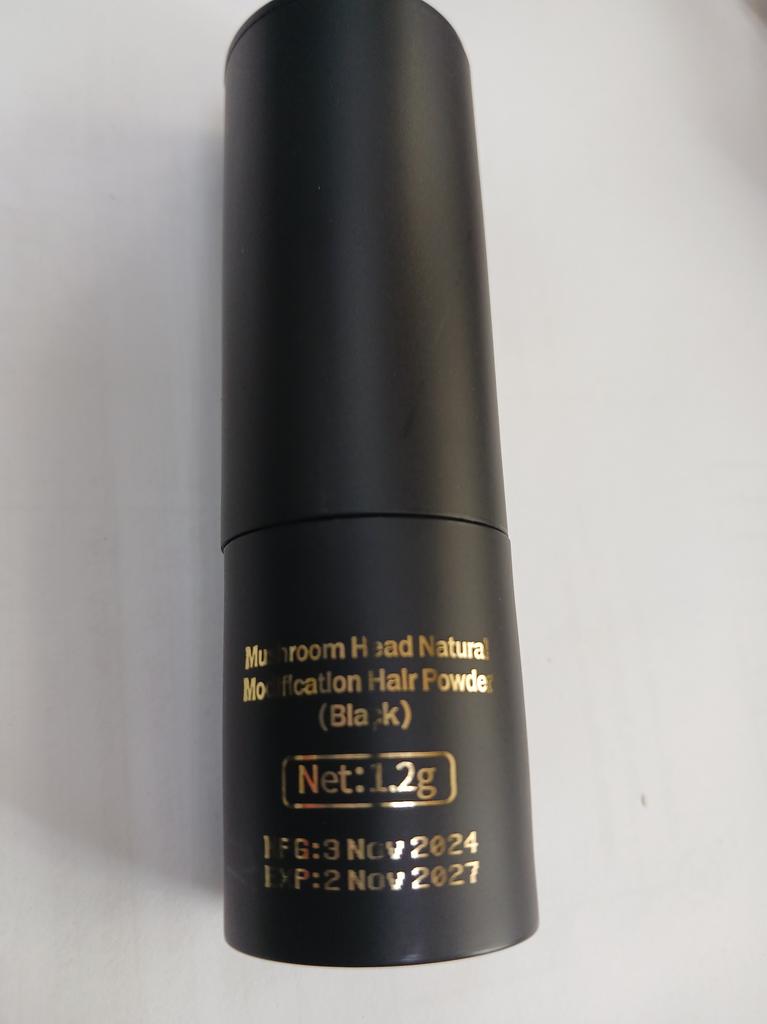 Mushroom Head Natural
Modification Hair Powder
(Black)
Net:1.2g
MFG:3 Nov 2024
EXP:2 Nov 2027